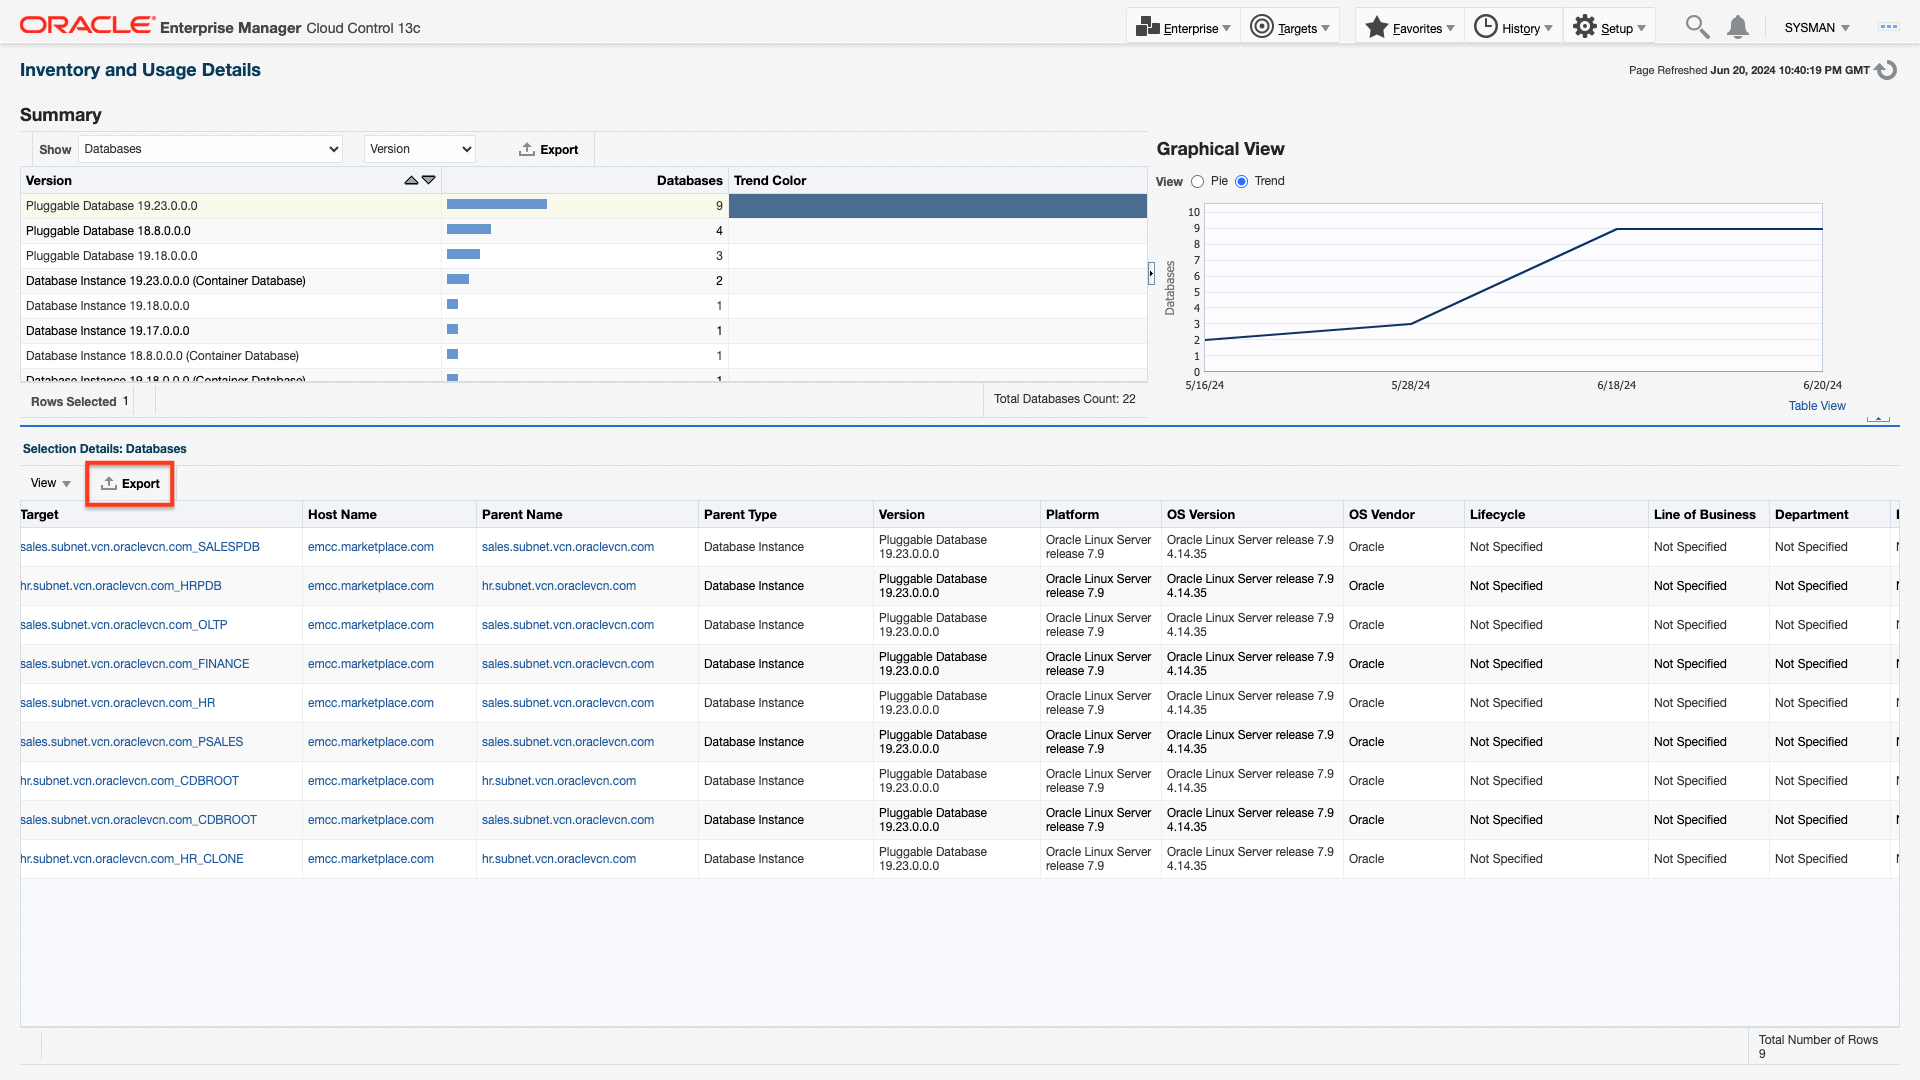 ORACLE Enterprise Manager Cloud Control 13c
Enterprise Targets Favorites History Setup SYSMAN
Inventory and Usage Details
Page Refreshed Jun 20, 2024 10:40:19 PM GMT
Summary
Show Databases Version Export
Version Databases Trend Color
Pluggable Database 19.23.0.0.0 9
Pluggable Database 18.8.0.0.0 4
Pluggable Database 19.18.0.0.0 3
Database Instance 19.23.0.0.0 (Container Database) 2
Database Instance 19.18.0.0.0 1
Database Instance 19.17.0.0.0 1
Database Instance 18.8.0.0.0 (Container Database) 1
Database Instance 19.18.0.0.0 (Container Database) 1
Rows Selected 1
Total Databases Count: 22
Graphical View
View Pie Trend
Databases
10
9
8
7
6
5
4
3
2
1
0
5/16/24 5/28/24 6/18/24 6/20/24
Table View
Selection Details: Databases
View Export
Target Host Name Parent Name Parent Type Version Platform OS Version OS Vendor Lifecycle Line of Business Department
sales.subnet.vcn.oraclevcn.com_SALESPDB emcc.marketplace.com sales.subnet.vcn.oraclevcn.com Database Instance Pluggable Database Oracle Linux Server Oracle Linux Server release 7.9 Oracle Not Specified Not Specified Not Specified
19.23.0.0.0 release 7.9 4.14.35
hr.subnet.vcn.oraclevcn.com_HRPDB emcc.marketplace.com hr.subnet.vcn.oraclevcn.com Database Instance Pluggable Database Oracle Linux Server Oracle Linux Server release 7.9 Oracle Not Specified Not Specified Not Specified
19.23.0.0.0 release 7.9 4.14.35
sales.subnet.vcn.oraclevcn.com_OLTP emcc.marketplace.com sales.subnet.vcn.oraclevcn.com Database Instance Pluggable Database Oracle Linux Server Oracle Linux Server release 7.9 Oracle Not Specified Not Specified Not Specified
19.23.0.0.0 release 7.9 4.14.35
sales.subnet.vcn.oraclevcn.com_FINANCE emcc.marketplace.com sales.subnet.vcn.oraclevcn.com Database Instance Pluggable Database Oracle Linux Server Oracle Linux Server release 7.9 Oracle Not Specified Not Specified Not Specified
19.23.0.0.0 release 7.9 4.14.35
sales.subnet.vcn.oraclevcn.com_HR emcc.marketplace.com sales.subnet.vcn.oraclevcn.com Database Instance Pluggable Database Oracle Linux Server Oracle Linux Server release 7.9 Oracle Not Specified Not Specified Not Specified
19.23.0.0.0 release 7.9 4.14.35
sales.subnet.vcn.oraclevcn.com_PSALES emcc.marketplace.com sales.subnet.vcn.oraclevcn.com Database Instance Pluggable Database Oracle Linux Server Oracle Linux Server release 7.9 Oracle Not Specified Not Specified Not Specified
19.23.0.0.0 release 7.9 4.14.35
hr.subnet.vcn.oraclevcn.com_CDBROOT emcc.marketplace.com hr.subnet.vcn.oraclevcn.com Database Instance Pluggable Database Oracle Linux Server Oracle Linux Server release 7.9 Oracle Not Specified Not Specified Not Specified
19.23.0.0.0 release 7.9 4.14.35
sales.subnet.vcn.oraclevcn.com_CDBROOT emcc.marketplace.com sales.subnet.vcn.oraclevcn.com Database Instance Pluggable Database Oracle Linux Server Oracle Linux Server release 7.9 Oracle Not Specified Not Specified Not Specified
19.23.0.0.0 release 7.9 4.14.35
hr.subnet.vcn.oraclevcn.com_HR_CLONE emcc.marketplace.com hr.subnet.vcn.oraclevcn.com Database Instance Pluggable Database Oracle Linux Server Oracle Linux Server release 7.9 Oracle Not Specified Not Specified Not Specified
19.23.0.0.0 release 7.9 4.14.35
Total Number of Rows
9